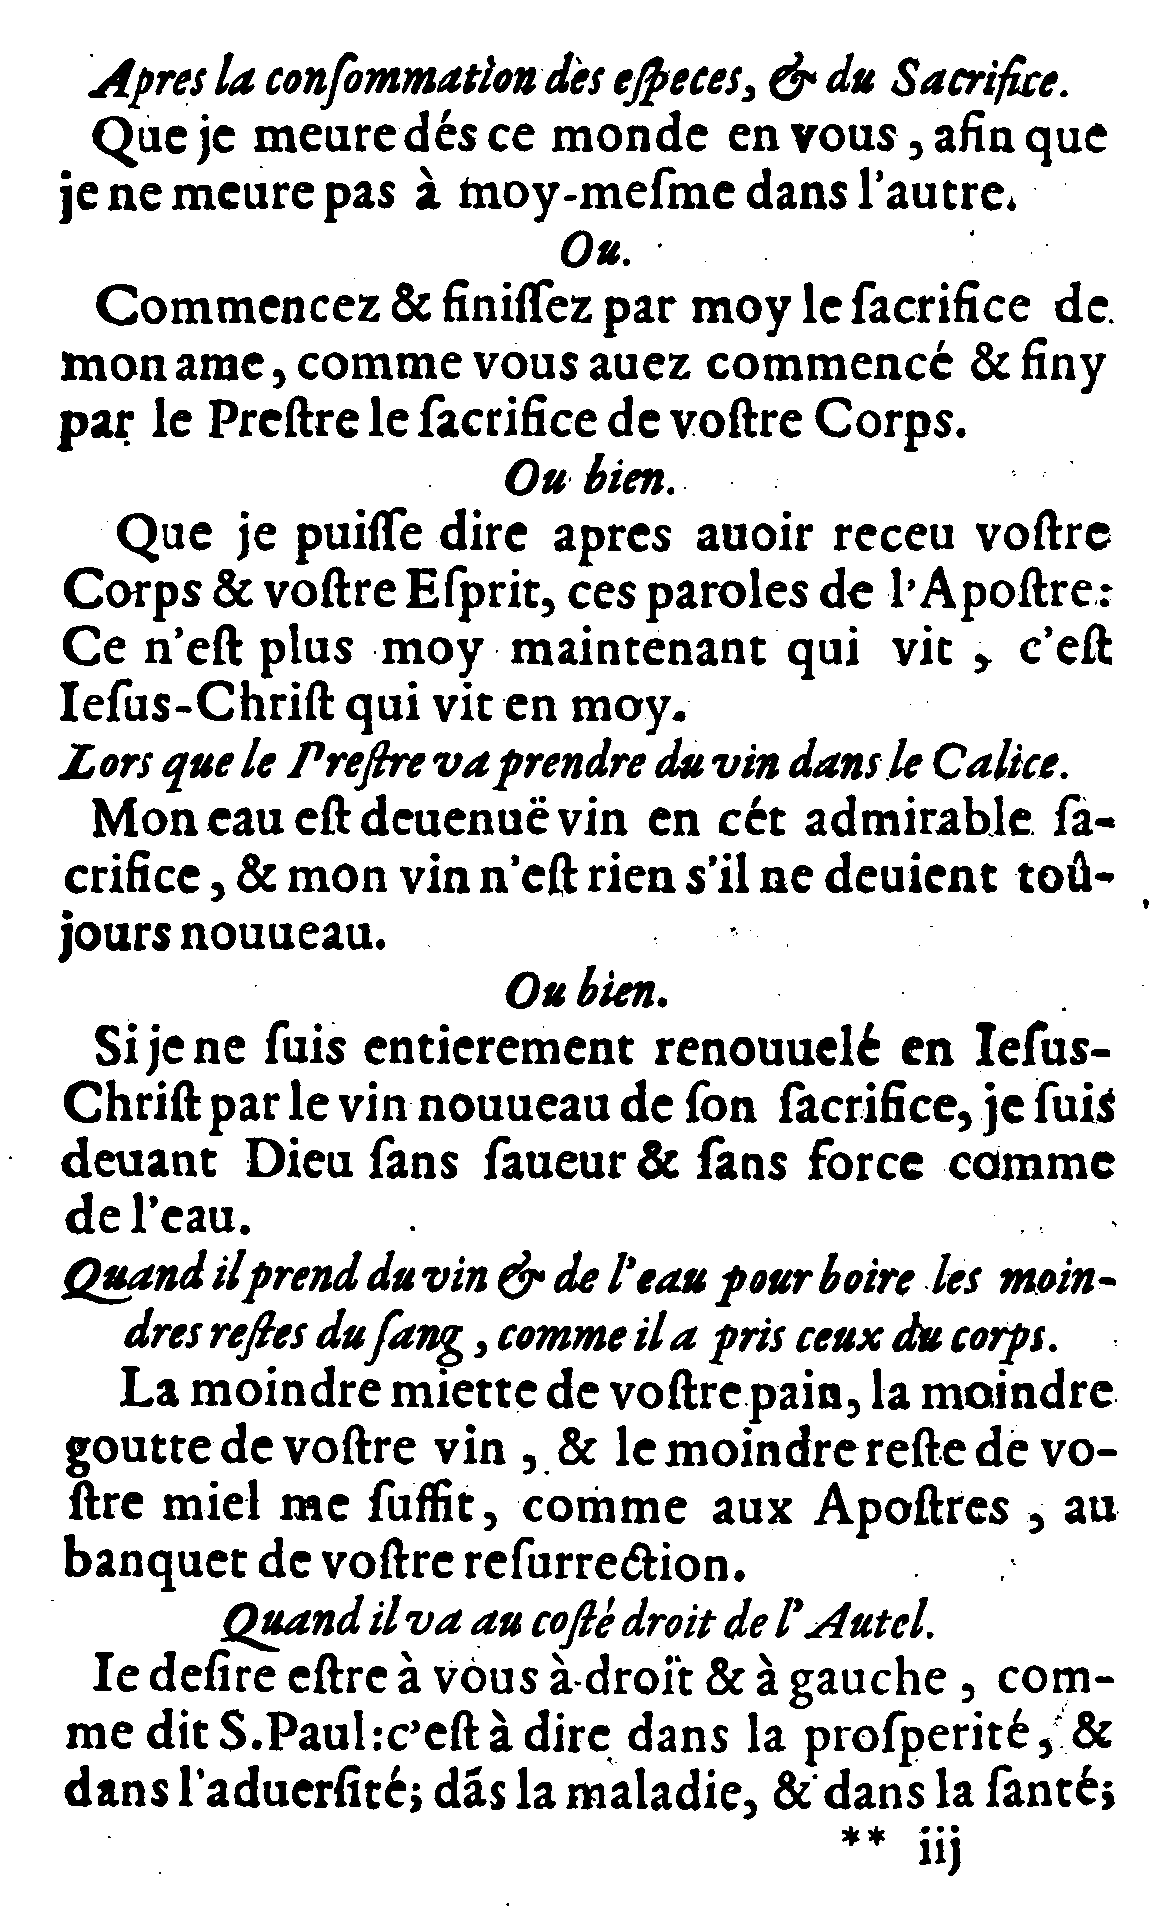 Apres la conſommation des eſpeces, & du Sacrifice.
Que je meure dés ce monde en vous, afin que
je ne meure pas à moy-meſme dans l'autre.
Ou.
Commencez & finiſſez par moy le ſacrifice de
mon ame, comme vous auez commencé & finy
par le Preſtre le ſacrifice de voſtre Corps.
Ou bien.
Que je puiſſe dire apres auoir receu voſtre
Corps & voſtre Eſprit, ces paroles de l'Apoſtre:
Ce n'eſt plus moy maintenant qui vit, c'eſt
Ieſus-Chriſt qui vit en moy.
Lors que le Preſtre va prendre du vin dans le Calice.
Mon eau eſt deuenuë vin en cét admirable ſa-
crifice, & mon vin n'eſt rien s'il ne deuient toû-
jours nouueau.
Ou bien.
Si je ne ſuis entierement renouuelé en Ieſus-
Chriſt par le vin nouueau de ſon ſacrifice, je ſuis
deuant Dieu ſans ſaueur & ſans force comme
de l'eau.
Quand il prend du vin & de l'eau pour boire les moin-
dres reſtes du ſang, comme il a pris ceux du corps.
La moindre miette de voſtre pain, la moindre
goutte de voſtre vin, & le moindre reſte de vo-
ſtre miel me ſuffit, comme aux Apoſtres, au
banquet de voſtre reſurrection.
Quand il va au coſté droit de l'Autel.
Ie deſire eſtre à vous à droit & à gauche, com-
me dit S. Paul: c'eſt à dire dans la proſperité, &
dans l'aduerſité; dãs la maladie, & dans la ſanté;
** iij